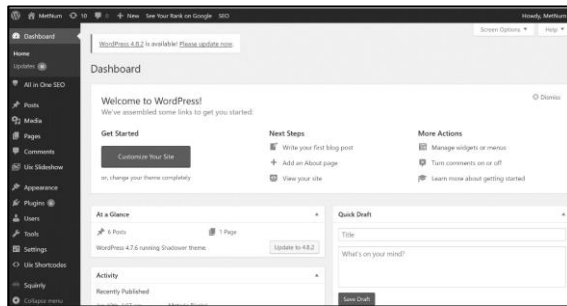 MetNum 10 0 + New See Your Rank on Google SEO Howdy, MetNum
Screen Options Help
Dashboard
Home
Updates
All in One SEO
Posts
Media
Pages
Comments
Uix Slideshow
Appearance
Plugins
Users
Tools
Settings
Uix Shortcodes
Squirrly
Collapse menu
WordPress 4.8.2 is available! Please update now.
Dashboard
Welcome to WordPress!
We've assembled some links to get you started:
Dismiss
Get Started
Customize Your Site
or, change your theme completely
Next Steps
Write your first blog post
Add an About page
View your site
More Actions
Manage widgets or menus
Turn comments on or off
Learn more about getting started
At a Glance
6 Posts 1 Page
WordPress 4.7.6 running Shadower theme.
Update to 4.8.2
Activity
Recently Published
Quick Draft
Title
What's on your mind?
Save Draft